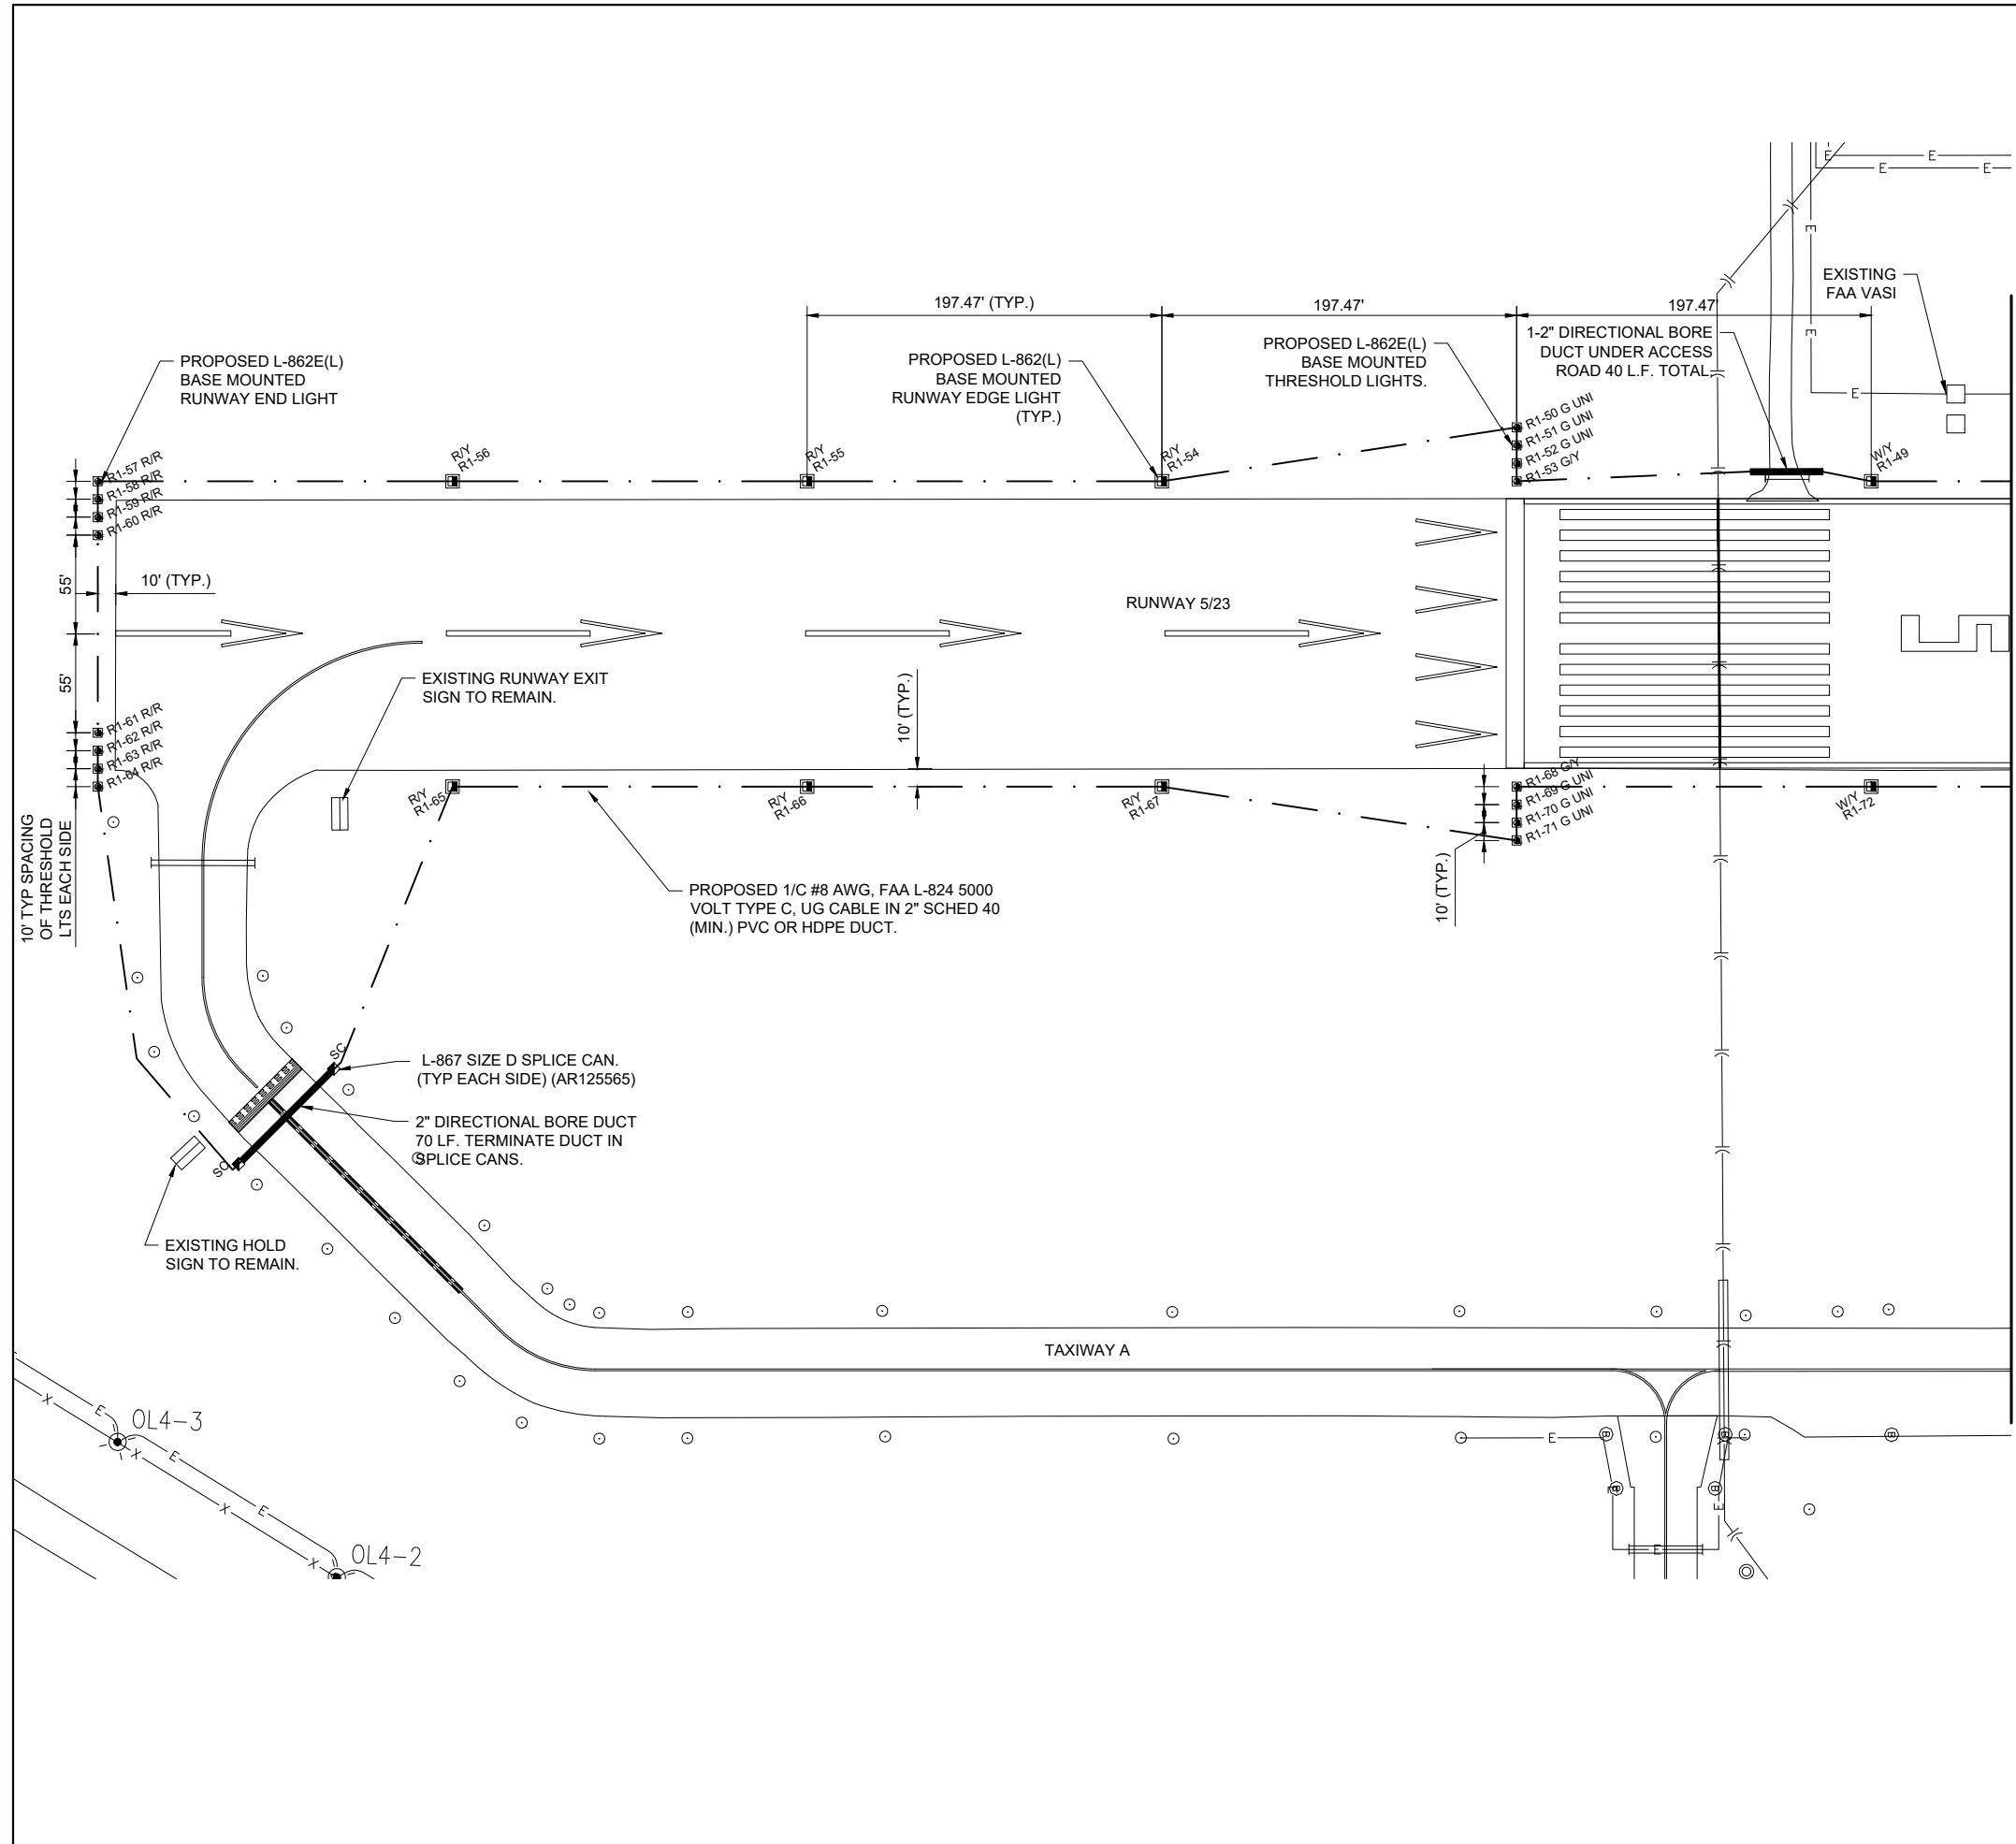 197.47' (TYP.)
197.47'
197.47'
EXISTING
FAA VASI
1-2" DIRECTIONAL BORE
DUCT UNDER ACCESS
ROAD 40 L.F. TOTAL.
PROPOSED L-862E(L)
BASE MOUNTED
RUNWAY END LIGHT
PROPOSED L-862(L)
BASE MOUNTED
RUNWAY EDGE LIGHT
(TYP.)
PROPOSED L-862E(L)
BASE MOUNTED
THRESHOLD LIGHTS.
R1-50 G UNI
R1-51 G UNI
R1-52 G UNI
R1-53 G/Y
R1-57 R/R
R1-58 R/R
R1-59 R/R
R1-60 R/R
R/Y
R1-56
R/Y
R1-55
R/Y
R1-54
W/Y
R1-49
55'
10' (TYP.)
RUNWAY 5/23
55'
EXISTING RUNWAY EXIT
SIGN TO REMAIN.
10' (TYP.)
R1-61 R/R
R1-62 R/R
R1-63 R/R
R1-64 R/R
R/Y
R1-65
R/Y
R1-66
R/Y
R1-67
R1-68 G/Y
R1-69 G UNI
R1-70 G UNI
R1-71 G UNI
W/Y
R1-72
10' TYP SPACING
OF THRESHOLD
LTS EACH SIDE
10' (TYP.)
PROPOSED 1/C #8 AWG, FAA L-824 5000
VOLT TYPE C, UG CABLE IN 2" SCHED 40
(MIN.) PVC OR HDPE DUCT.
SC
L-867 SIZE D SPLICE CAN.
(TYP EACH SIDE) (AR125565)
2" DIRECTIONAL BORE DUCT
70 LF. TERMINATE DUCT IN
SPLICE CANS.
SC
EXISTING HOLD
SIGN TO REMAIN.
TAXIWAY A
OL4-3
OL4-2
E
E
E
E
E
E
E
E
E
E
E
E
X
X
X